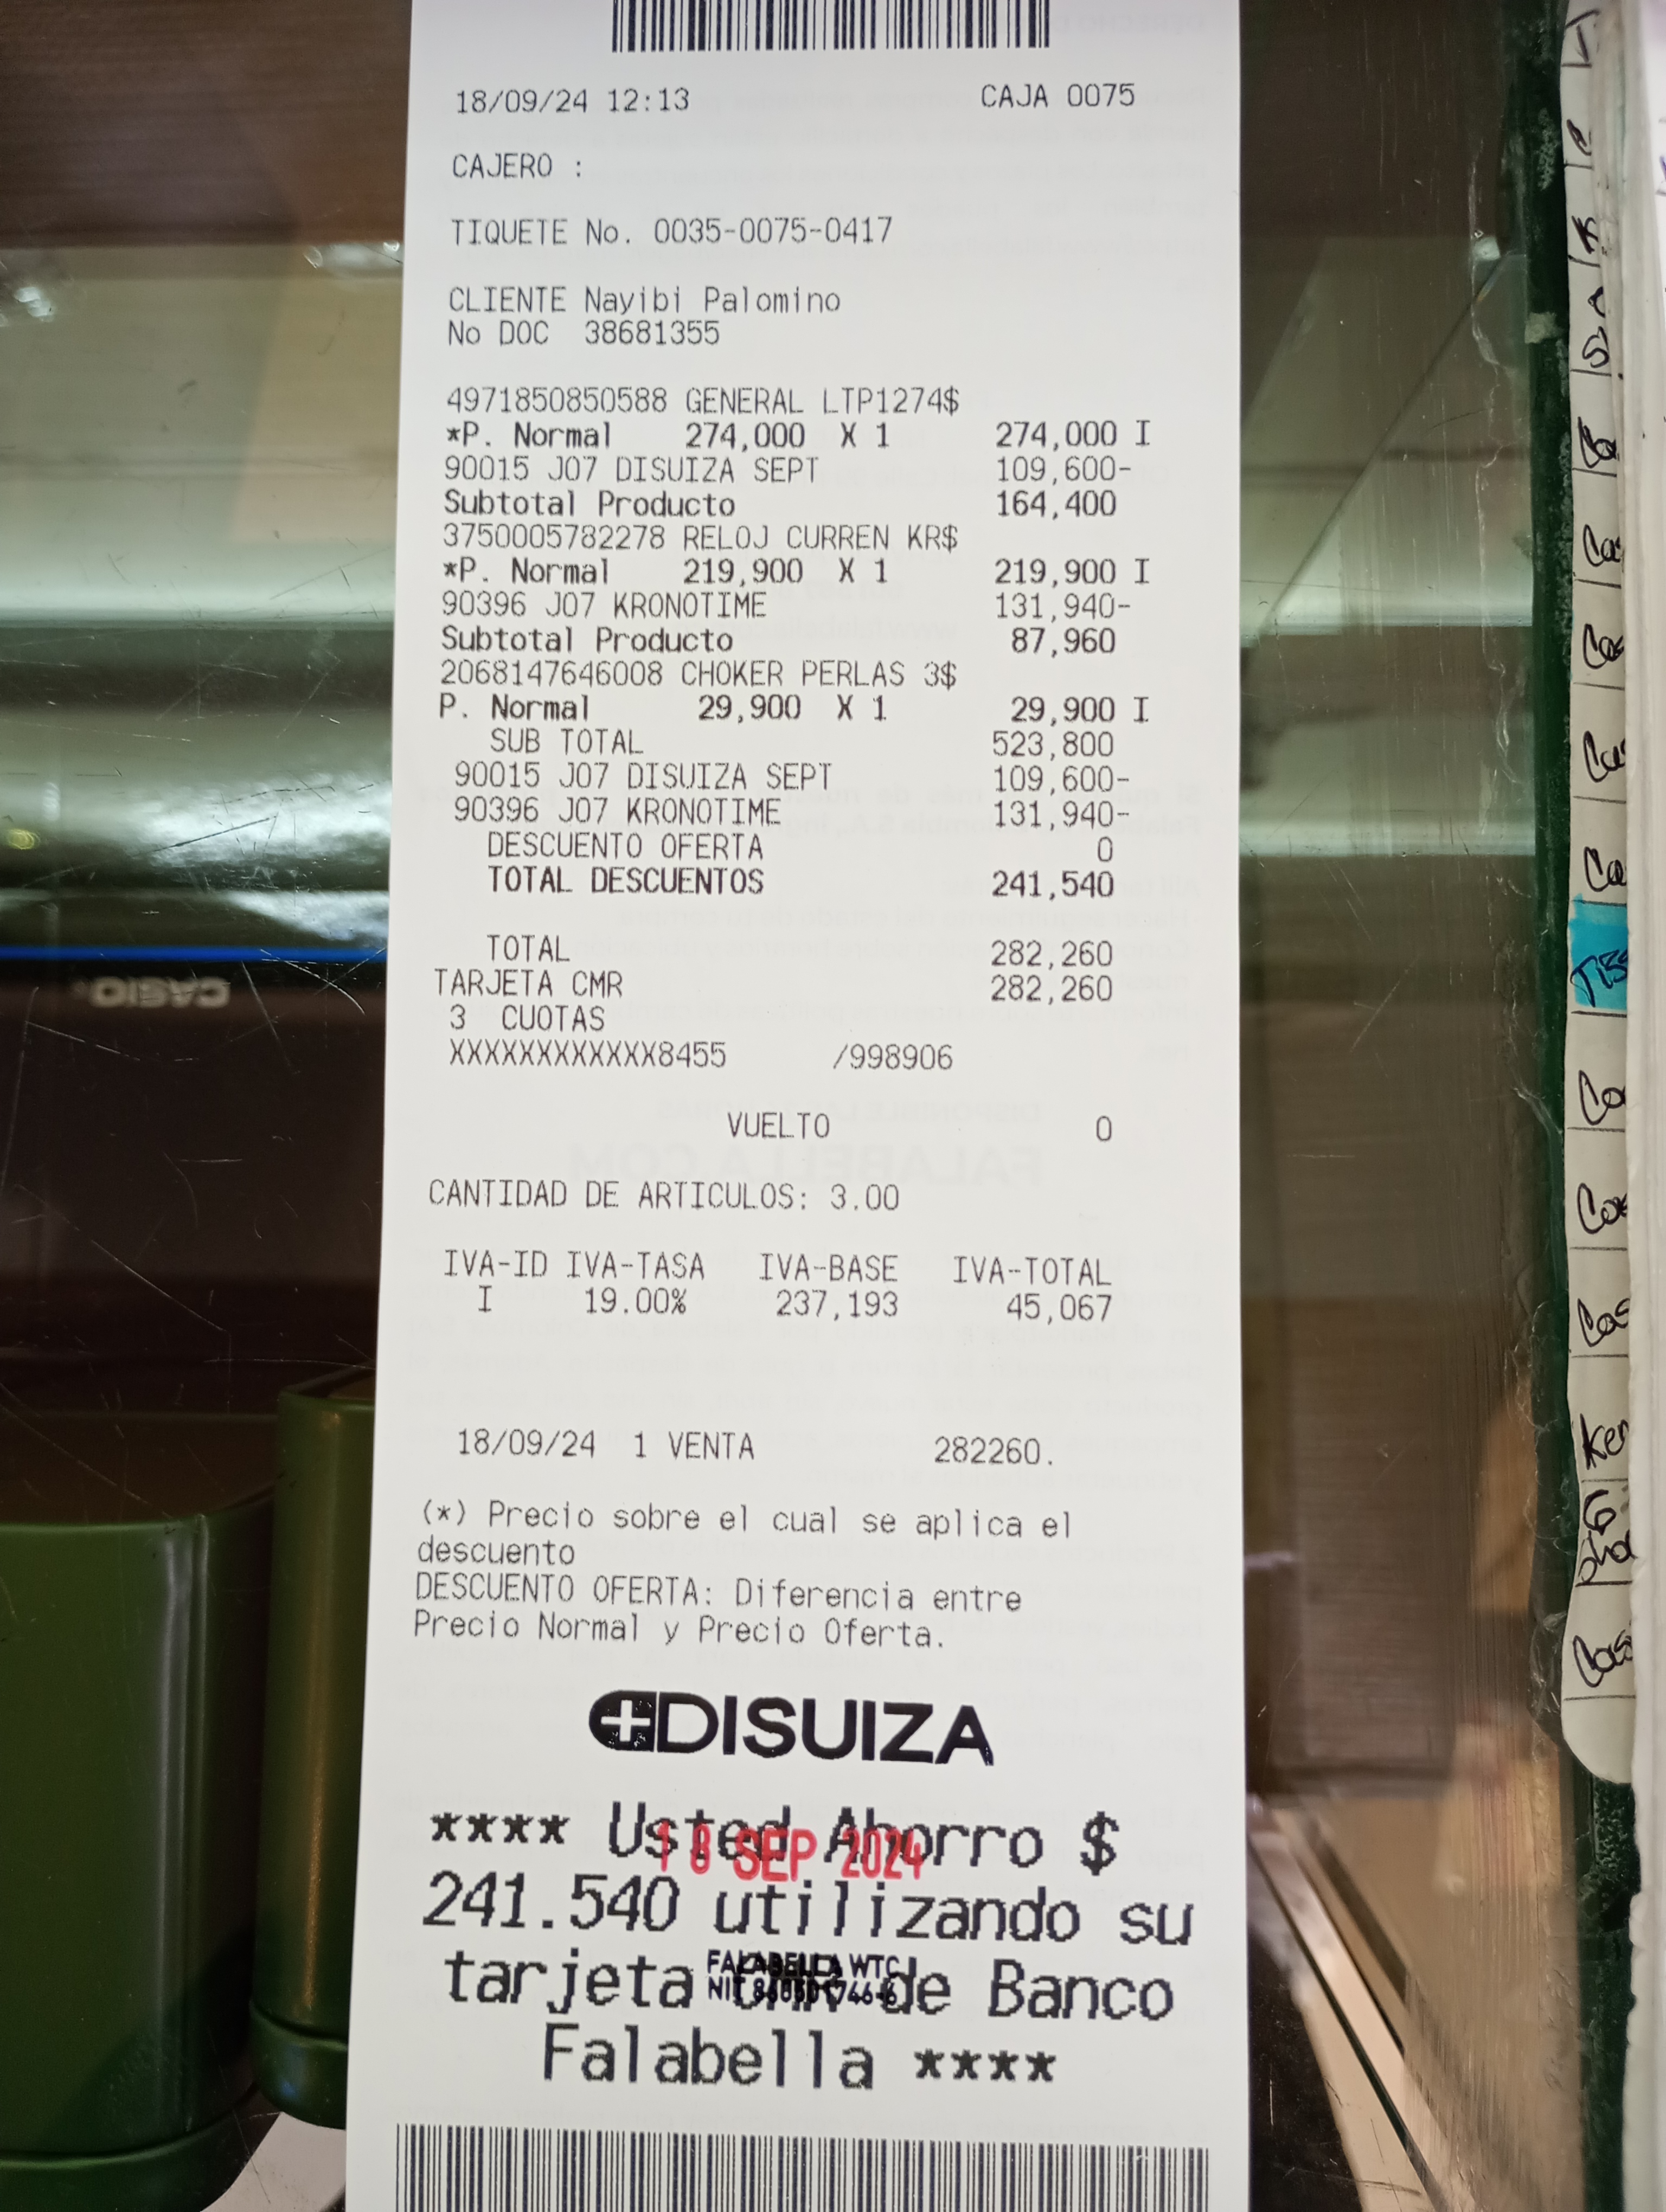 18/09/24 12:13 CAJA 0075
CAJERO :
TIQUETE No. 0035-0075-0417
CLIENTE Nayibi Palomino
No DOC 38681355
4971850850588 GENERAL LTP1274$
*P. Normal 274,000 X 1 274,000 I
90015 J07 DISUIZA SEPT 109,600-
Subtotal Producto 164,400
3750005782278 RELOJ CURREN KR$
*P. Normal 219,900 X 1 219,900 I
90396 J07 KRONOTIME 131,940-
Subtotal Producto 87,960
2068147646008 CHOKER PERLAS 3$
P. Normal 29,900 X 1 29,900 I
SUB TOTAL 523,800
90015 J07 DISUIZA SEPT 109,600-
90396 J07 KRONOTIME 131,940-
DESCUENTO OFERTA 0
TOTAL DESCUENTOS 241,540
TOTAL 282,260
TARJETA CMR 282,260
3 CUOTAS
XXXXXXXXXXXX8455 /998906
VUELTO 0
CANTIDAD DE ARTICULOS: 3.00
IVA-ID IVA-TASA IVA-BASE IVA-TOTAL
I 19.00% 237,193 45,067
18/09/24 1 VENTA 282260.
(*) Precio sobre el cual se aplica el
descuento
DESCUENTO OFERTA: Diferencia entre
Precio Normal y Precio Oferta.
DISUIZA
**** Usted Ahorro $
18 SEP 2024
241.540 utilizando su
FALABELLA WTC
tarjeta CMR de Banco
NIT
Falabella ****
CASIO